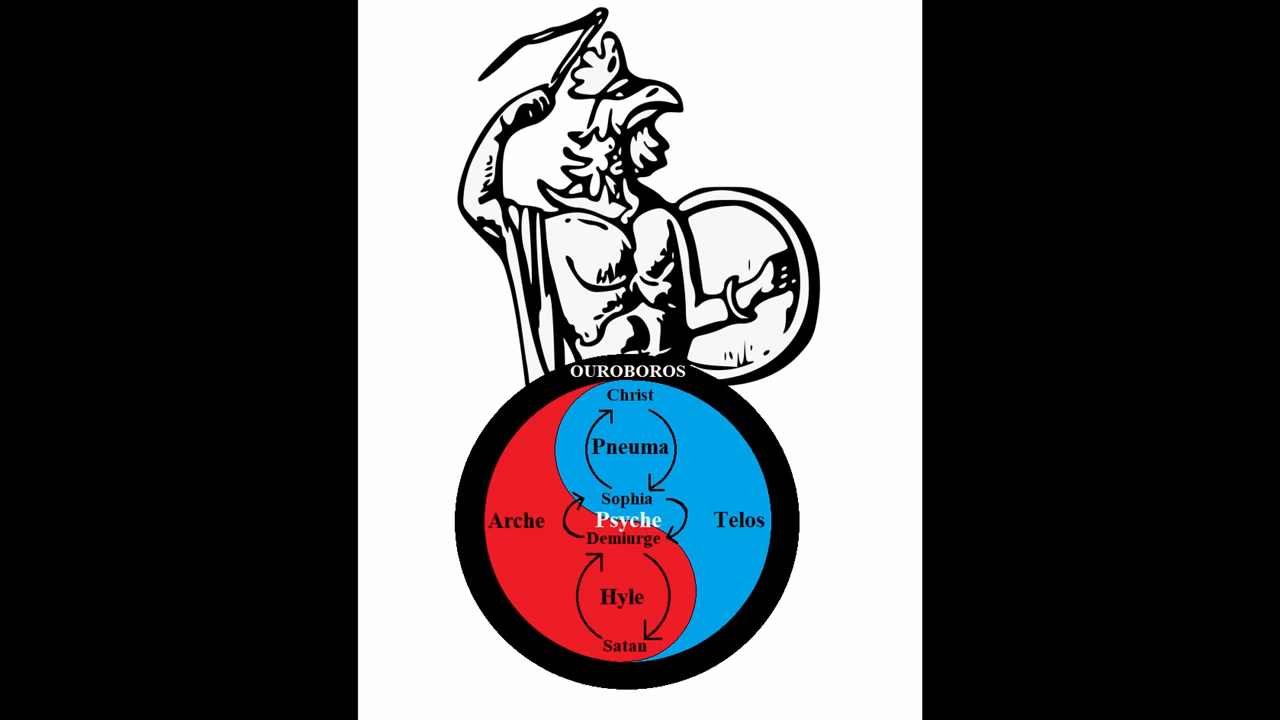 OUROBOROS
Christ
Pneuma
Sophia
Arche
Psyche
Telos
Demiurge
Hyle
Satan